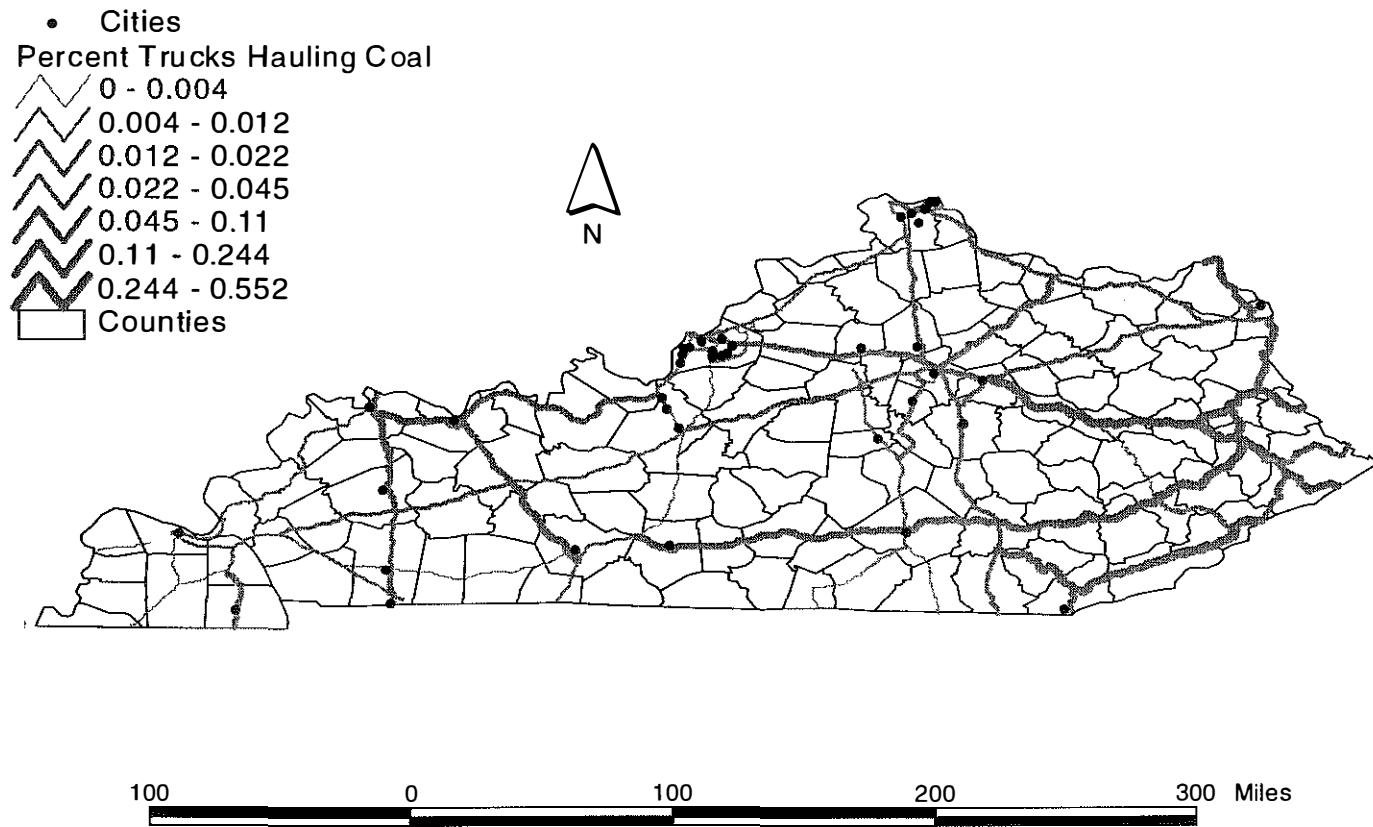 Cities
Percent Trucks Hauling Coal
0 - 0.004
0.004 - 0.012
0.012 - 0.022
0.022 - 0.045
0.045 - 0.11
0.11 - 0.244
0.244 - 0.552
Counties
N
100 0 100 200 300 Miles